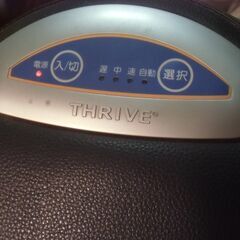 電源 入/切 遅 中 速 自動 選択
THRIVE®